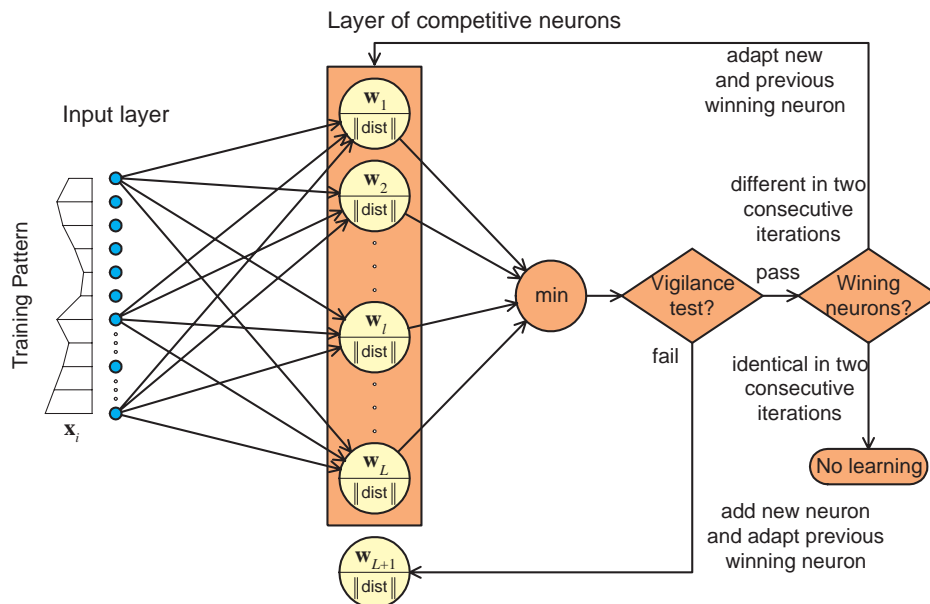 Layer of competitive neurons
adapt new
and previous
winning neuron
Input layer
w1
‖dist‖
w2
‖dist‖
different in two
consecutive
iterations
Training Pattern
min
Vigilance
test?
pass
Wining
neurons?
wl
‖dist‖
fail
identical in two
consecutive
iterations
xi
wL
‖dist‖
No learning
add new neuron
and adapt previous
winning neuron
wL+1
‖dist‖